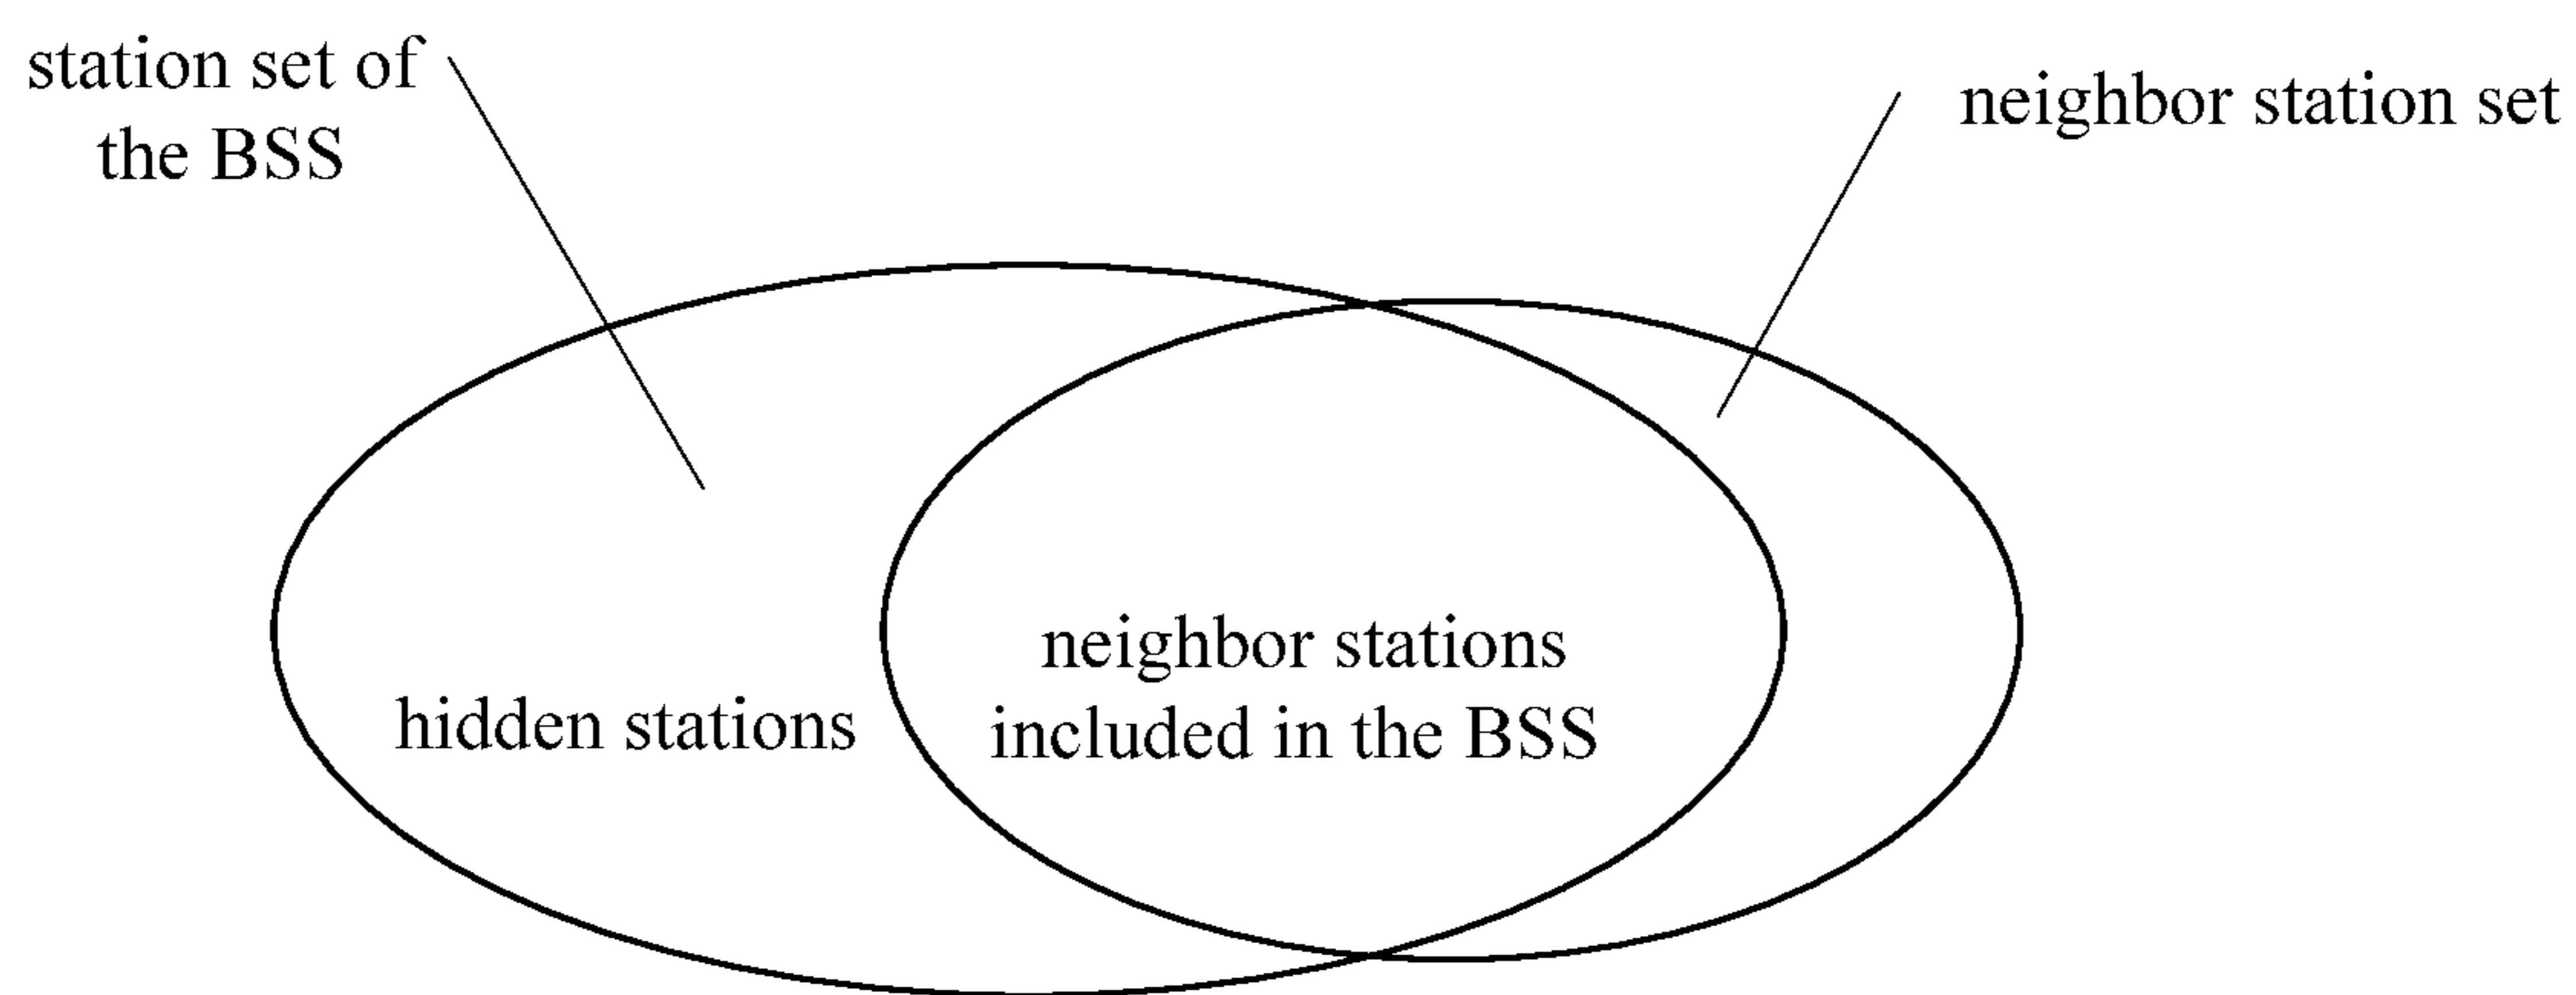 station set of
the BSS
neighbor station set
neighbor stations
included in the BSS
hidden stations